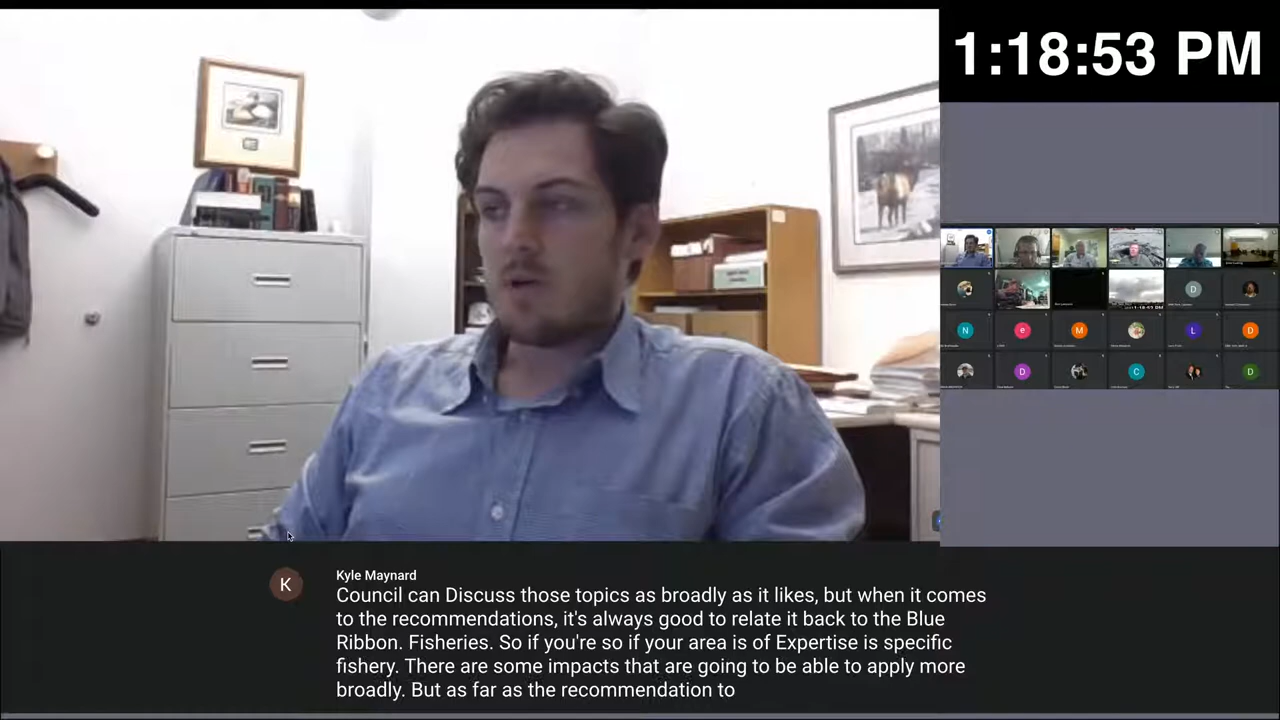 1:18:53 PM
D
N
e
M
L
D
D
C
D
K
Kyle Maynard
Council can Discuss those topics as broadly as it likes, but when it comes
to the recommendations, it's always good to relate it back to the Blue
Ribbon. Fisheries. So if you're so if your area is of Expertise is specific
fishery. There are some impacts that are going to be able to apply more
broadly. But as far as the recommendation to